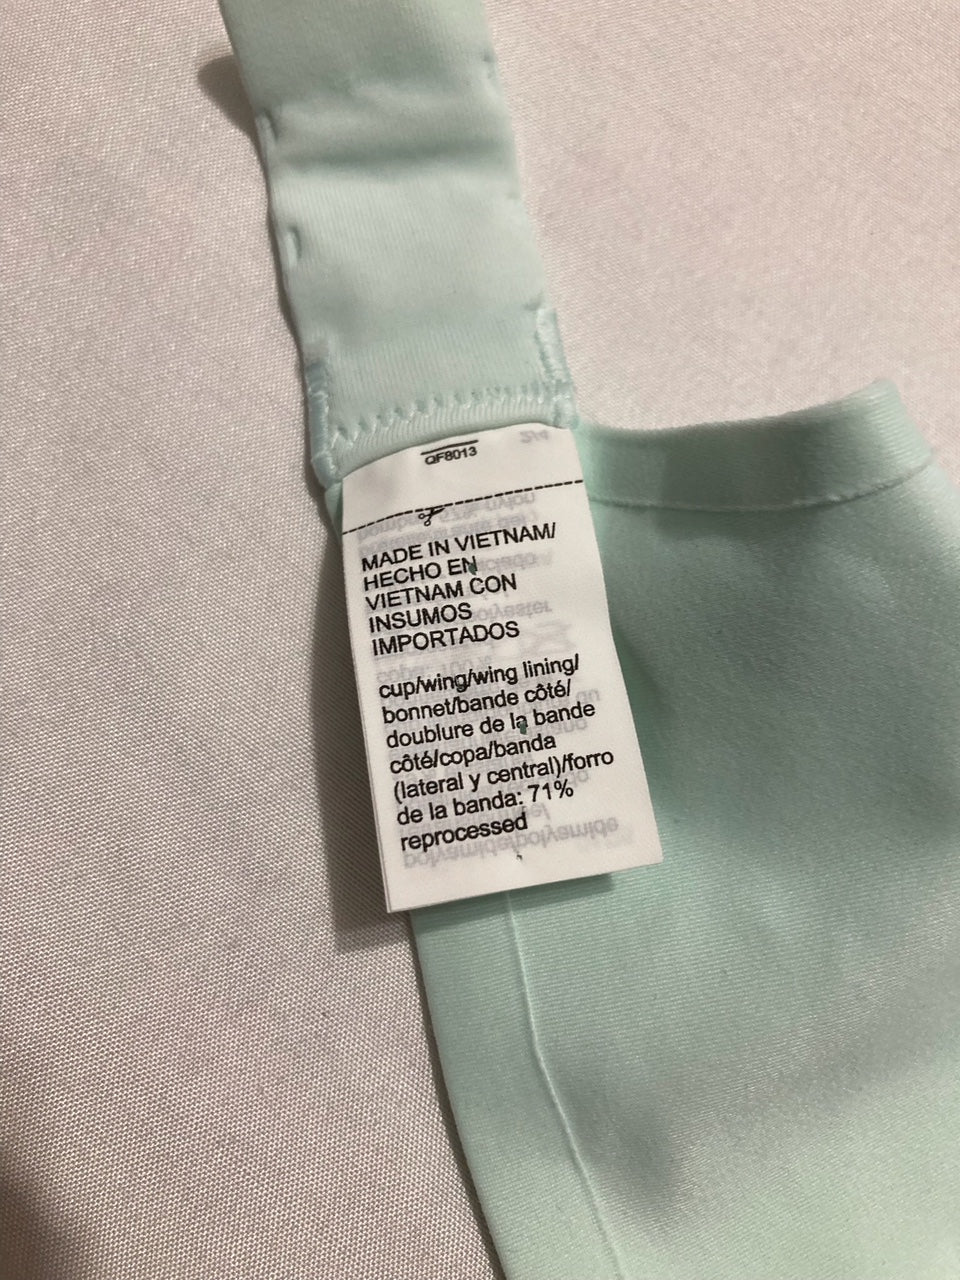 QF8013
MADE IN VIETNAM/
HECHO EN
VIETNAM CON
INSUMOS
IMPORTADOS
cup/wing/wing lining/
bonnet/bande côté/
doublure de la bande
côté/copa/banda
(lateral y central)/forro
de la banda: 71%
reprocessed